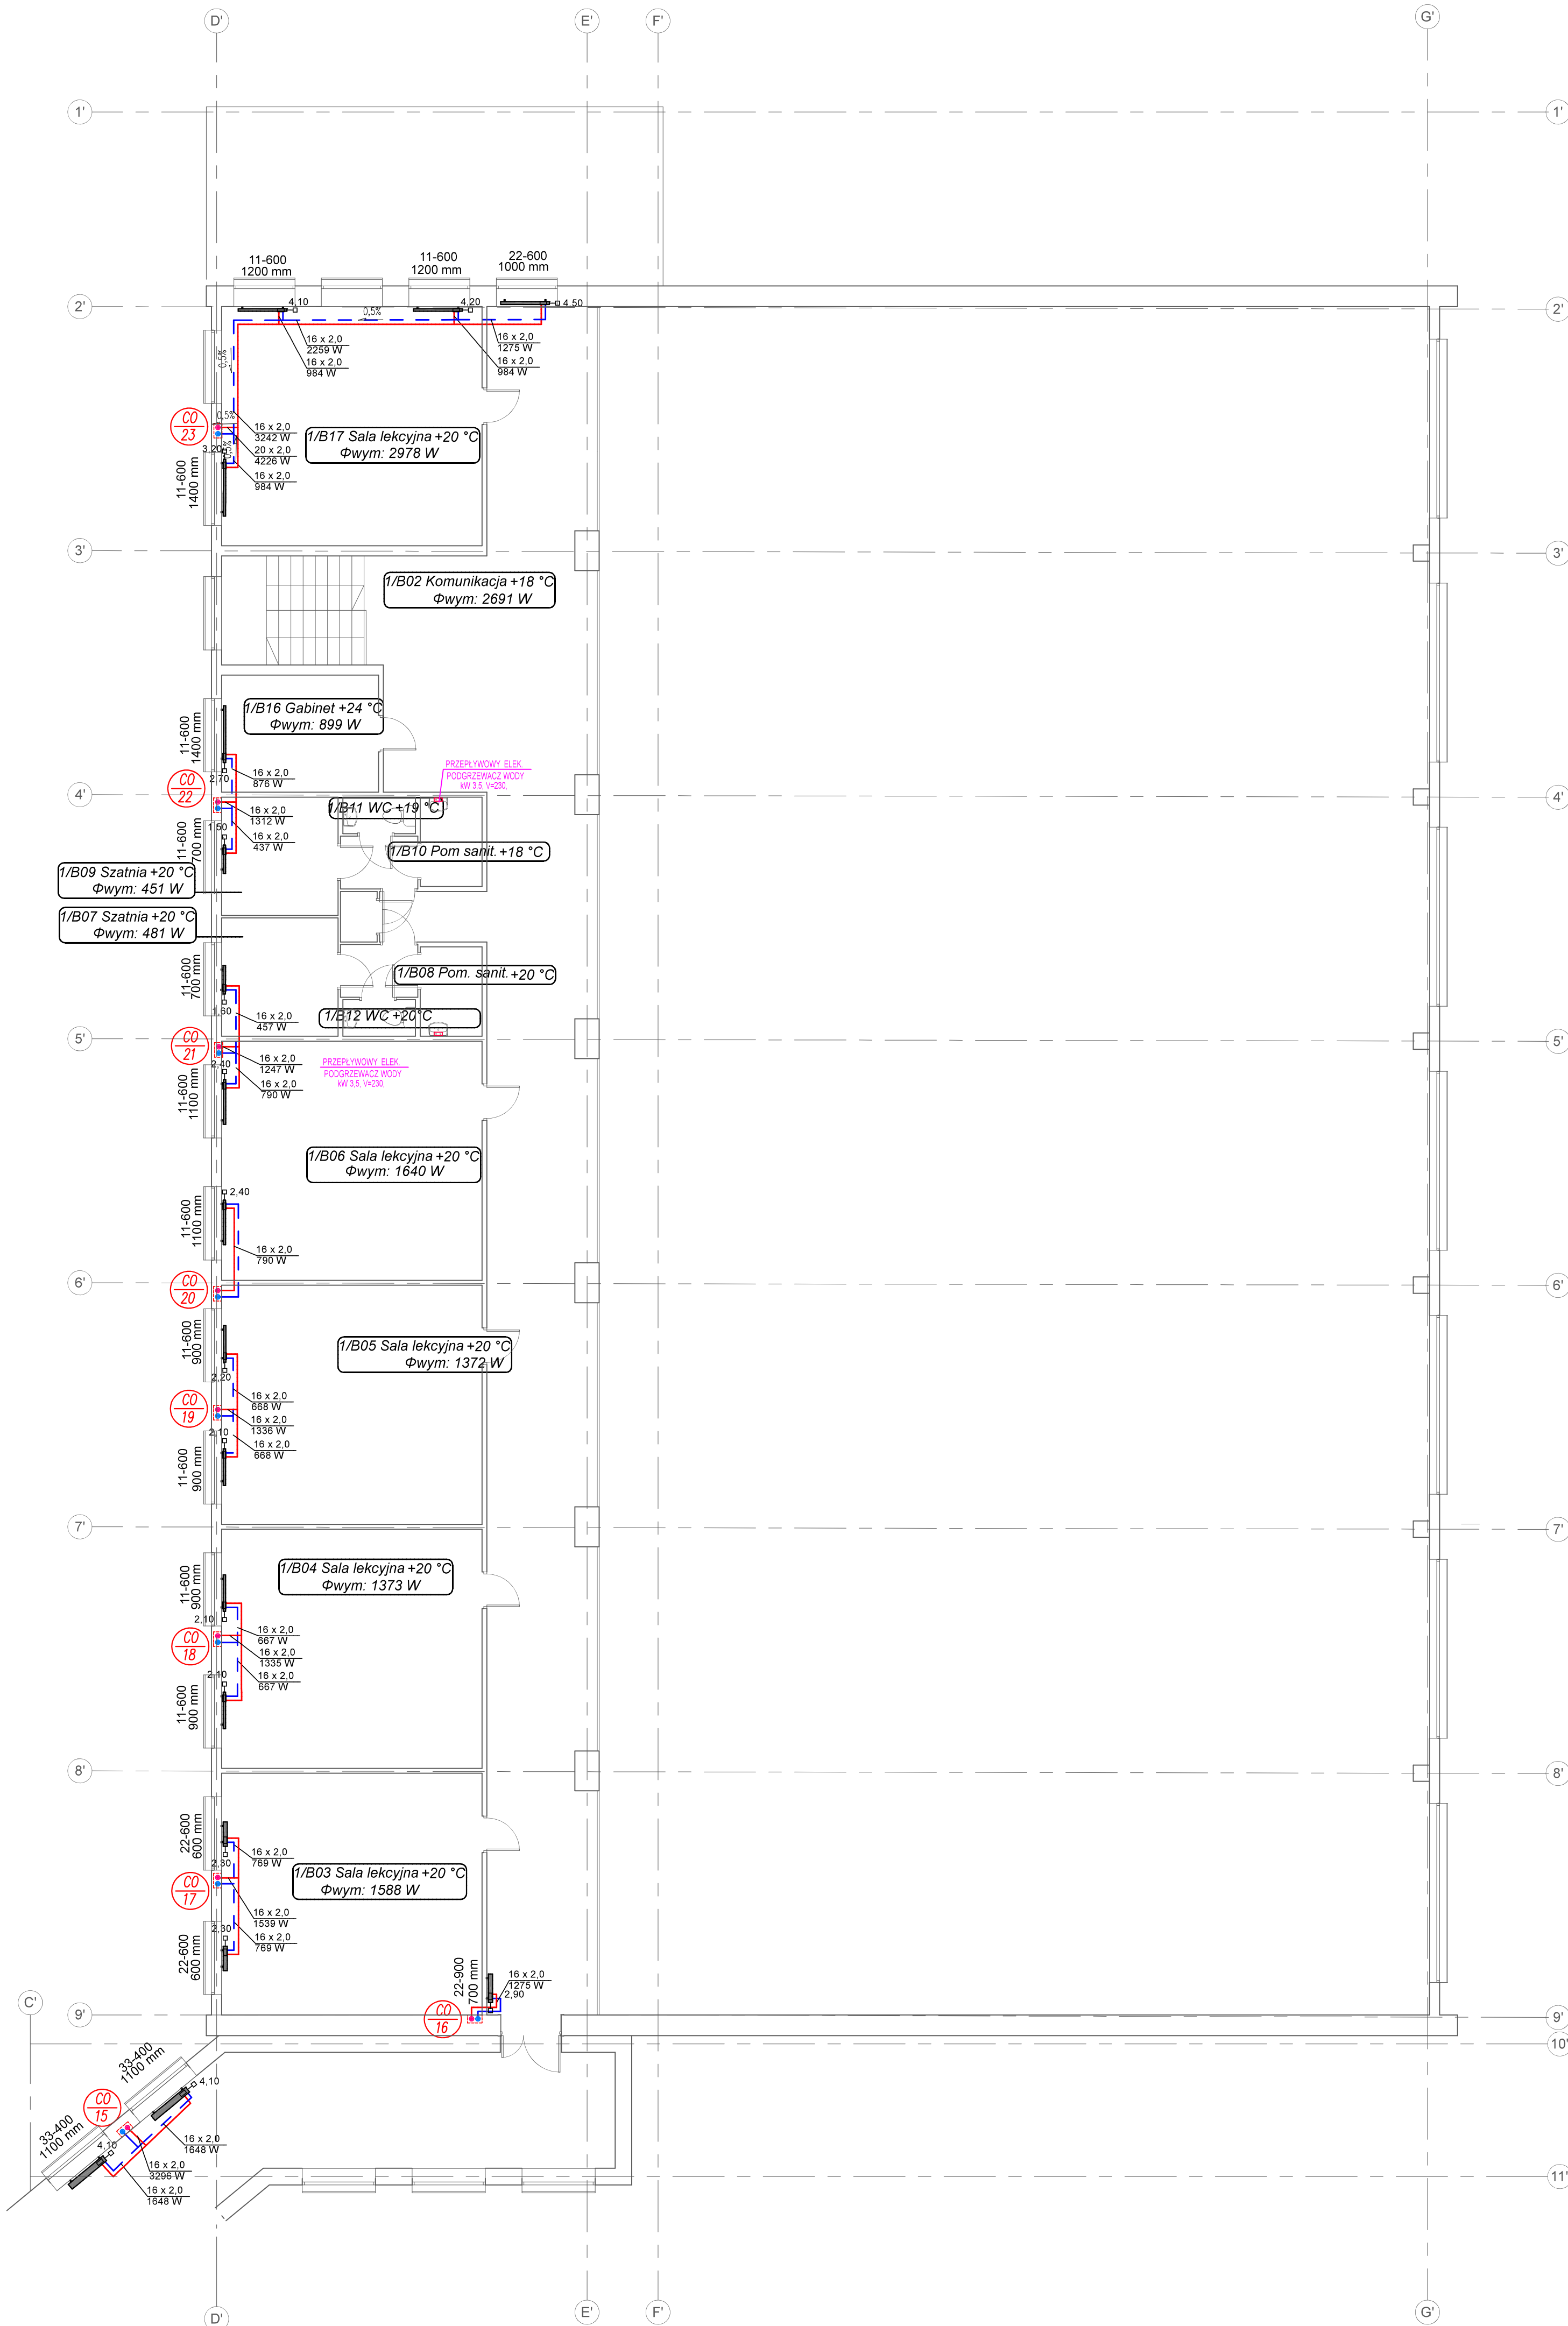 D'
E'
F'
G'
1'
1'
11-600
1200 mm
11-600
1200 mm
22-600
1000 mm
2'
2'
4,10
4,20
4.50
0,5%
16 x 2,0
2259 W
16 x 2,0
984 W
16 x 2,0
1275 W
16 x 2,0
984 W
0,5%
0,5%
CO
23
16 x 2,0
3242 W
20 x 2,0
4226 W
16 x 2,0
984 W
0,5%
3,20
11-600
1400 mm
1/B17 Sala lekcyjna +20 °C
Φwym: 2978 W
3'
3'
1/B02 Komunikacja +18 °C
Φwym: 2691 W
1/B16 Gabinet +24 °C
Φwym: 899 W
11-600
1400 mm
2,70
16 x 2,0
876 W
PRZEPŁYWOWY ELEK.
PODGRZEWACZ WODY
kW 3,5, V=230,
CO
22
4'
4'
1/B11 WC +19 °C
16 x 2,0
1312 W
1,50
16 x 2,0
437 W
11-600
700 mm
1/B10 Pom sanit. +18 °C
1/B09 Szatnia +20 °C
Φwym: 451 W
1/B07 Szatnia +20 °C
Φwym: 481 W
11-600
700 mm
1/B08 Pom. sanit. +20 °C
1,60
16 x 2,0
457 W
1/B12 WC +20°C
5'
5'
CO
21
2,40
16 x 2,0
1247 W
16 x 2,0
790 W
PRZEPŁYWOWY ELEK.
PODGRZEWACZ WODY
kW 3,5, V=230,
11-600
1100 mm
1/B06 Sala lekcyjna +20 °C
Φwym: 1640 W
2,40
11-600
1100 mm
16 x 2,0
790 W
6'
6'
CO
20
11-600
900 mm
1/B05 Sala lekcyjna +20 °C
Φwym: 1372 W
2,20
16 x 2,0
668 W
CO
19
16 x 2,0
1336 W
2,10
16 x 2,0
668 W
11-600
900 mm
7'
7'
1/B04 Sala lekcyjna +20 °C
Φwym: 1373 W
11-600
900 mm
2,10
16 x 2,0
667 W
CO
18
16 x 2,0
1335 W
2,10
16 x 2,0
667 W
11-600
900 mm
8'
8'
22-600
600 mm
16 x 2,0
769 W
2,30
1/B03 Sala lekcyjna +20 °C
Φwym: 1588 W
CO
17
16 x 2,0
1539 W
2,30
16 x 2,0
769 W
22-600
600 mm
22-900
700 mm
16 x 2,0
1275 W
2,90
C'
9'
9'
CO
16
10'
33-400
1100 mm
4,10
CO
15
33-400
1100 mm
4,10
16 x 2,0
1648 W
16 x 2,0
3296 W
16 x 2,0
1648 W
11'
D'
E'
F'
G'